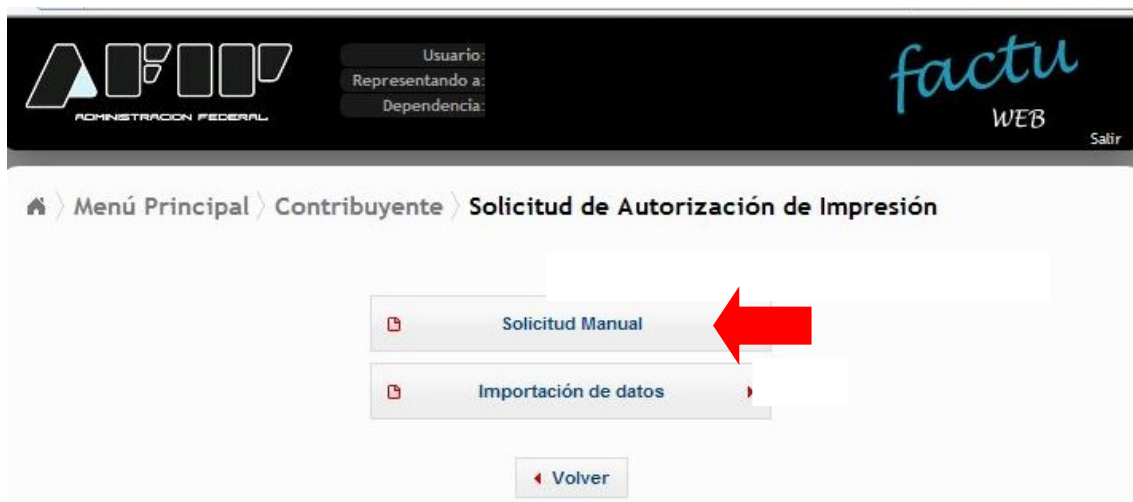 AFIP
ADMINISTRACION FEDERAL
Usuario:
Representando a:
Dependencia:
factu
WEB
Salir
Menú Principal Contribuyente Solicitud de Autorización de Impresión
Solicitud Manual
Importación de datos
Volver